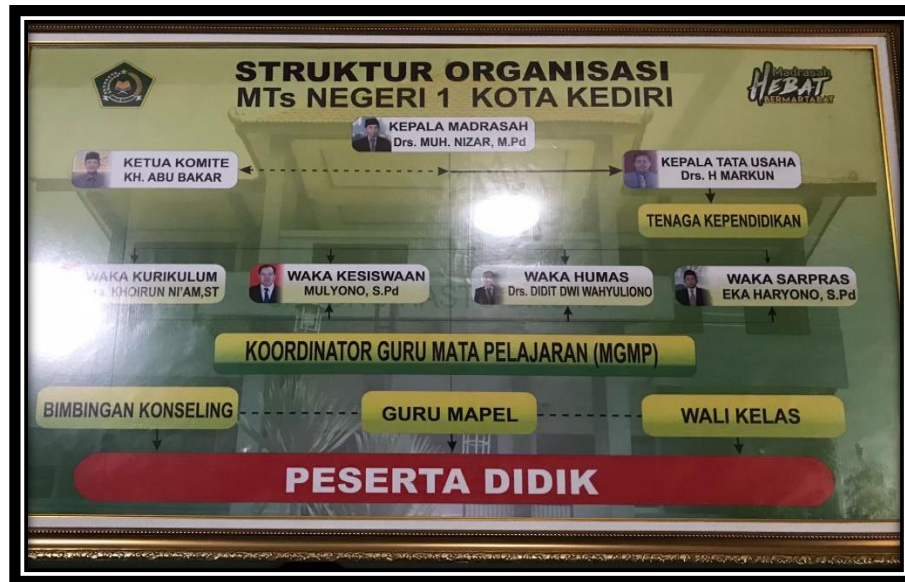 STRUKTUR ORGANISASI
MTs NEGERI 1 KOTA KEDIRI
Madrasah
HEBAT
BERMARTABAT
KEPALA MADRASAH
Drs. MUH. NIZAR, M.Pd
KETUA KOMITE
KH. ABU BAKAR
KEPALA TATA USAHA
Drs. H MARKUN
TENAGA KEPENDIDIKAN
WAKA KURIKULUM
KHOIRUN NI'AM,ST
WAKA KESISWAAN
MULYONO, S.Pd
WAKA HUMAS
Drs. DIDIT DWI WAHYULIONO
WAKA SARPRAS
EKA HARYONO, S.Pd
KOORDINATOR GURU MATA PELAJARAN (MGMP)
BIMBINGAN KONSELING
GURU MAPEL
WALI KELAS
PESERTA DIDIK